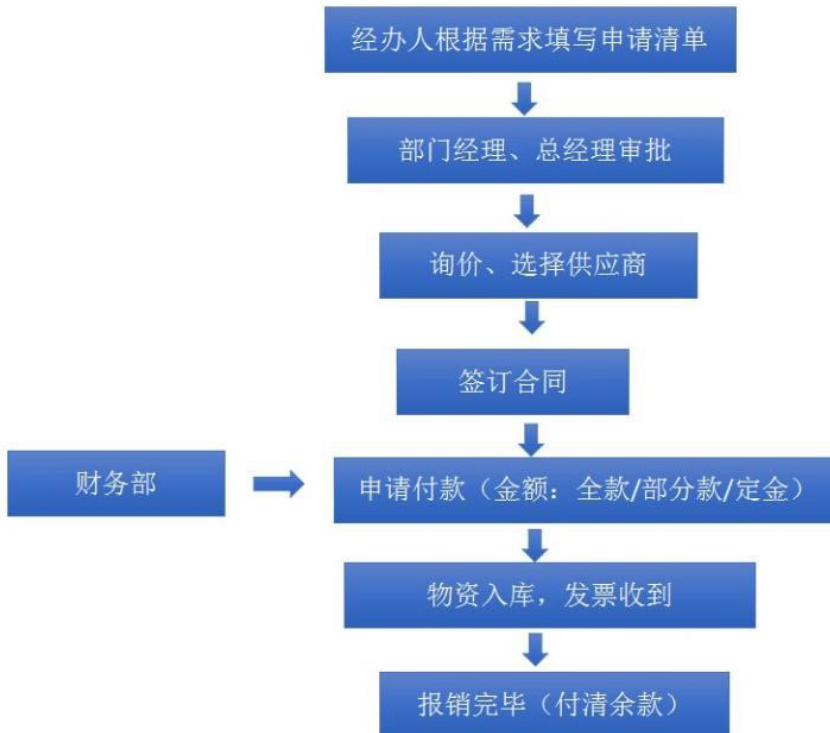 经办人根据需求填写申请清单
部门经理、总经理审批
询价、选择供应商
签订合同
财务部
申请付款（金额：全款/部分款/定金）
物资入库，发票收到
报销完毕（付清余款）